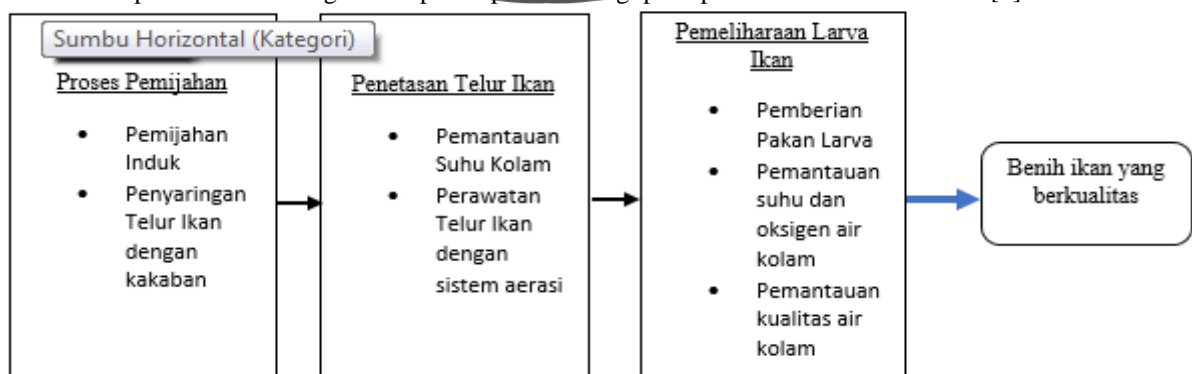 Sumbu Horizontal (Kategori)
Proses Pemijahan
• Pemijahan
Induk
• Penyaringan
Telur Ikan
dengan
kakaban
Penetasan Telur Ikan
• Pemantauan
Suhu Kolam
• Perawatan
Telur Ikan
dengan
sistem aerasi
Pemeliharaan Larva
Ikan
• Pemberian
Pakan Larva
• Pemantauan
suhu dan
oksigen air
kolam
• Pemantauan
kualitas air
kolam
Benih ikan yang
berkualitas